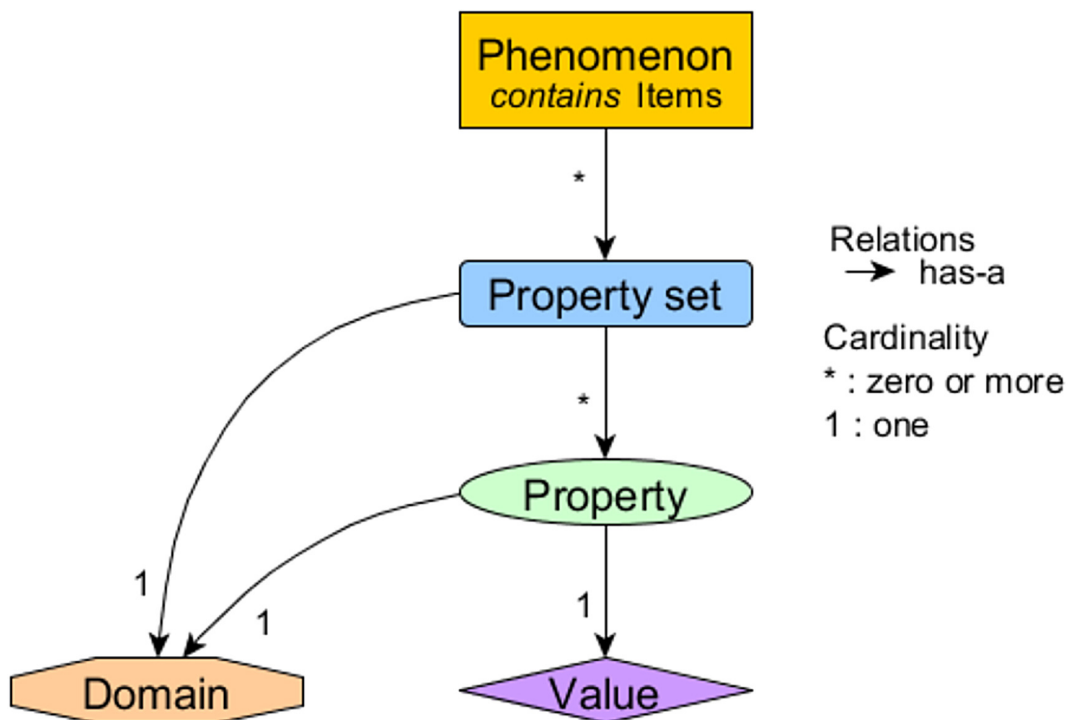 Phenomenon
contains Items
*
Relations
has-a
Property set
Cardinality
* : zero or more
1 : one
*
Property
1
1
1
Domain
Value